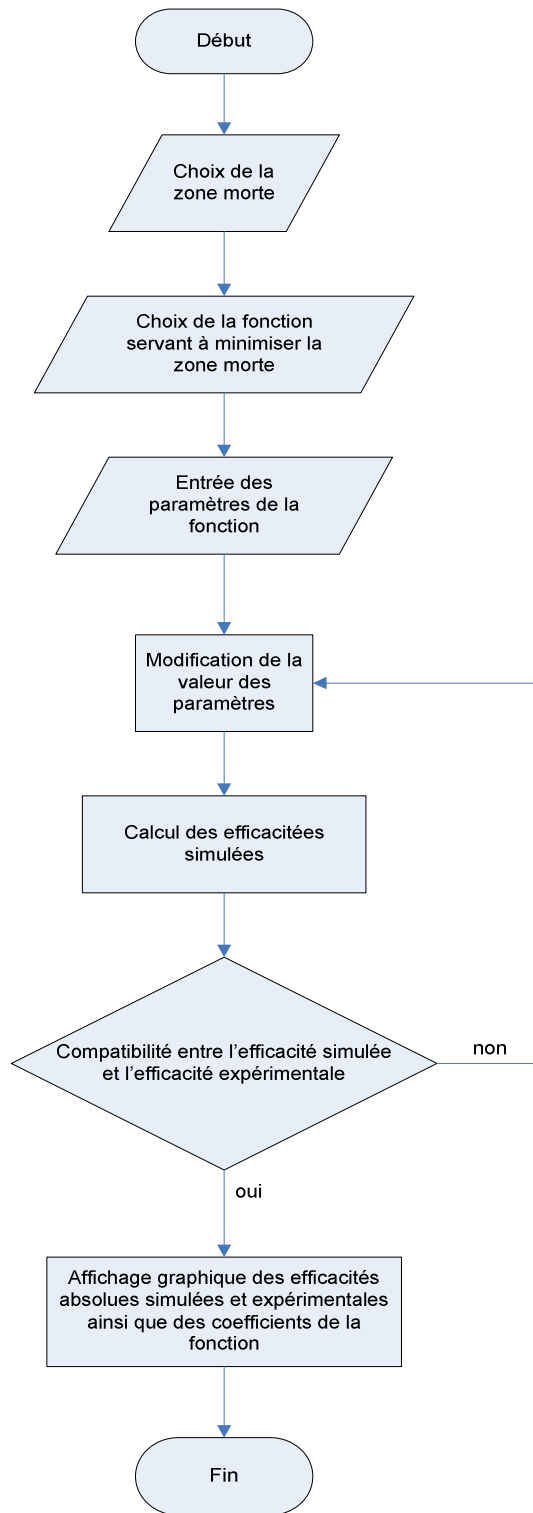 Début
Choix de la
zone morte
Choix de la fonction
servant à minimiser la
zone morte
Entrée des
paramètres de la
fonction
Modification de la
valeur des
paramètres
Calcul des efficacitées
simulées
Compatibilité entre l'efficacité simulée
et l'efficacité expérimentale
non
oui
Affichage graphique des efficacités
absolues simulées et expérimentales
ainsi que des coefficients de la
fonction
Fin